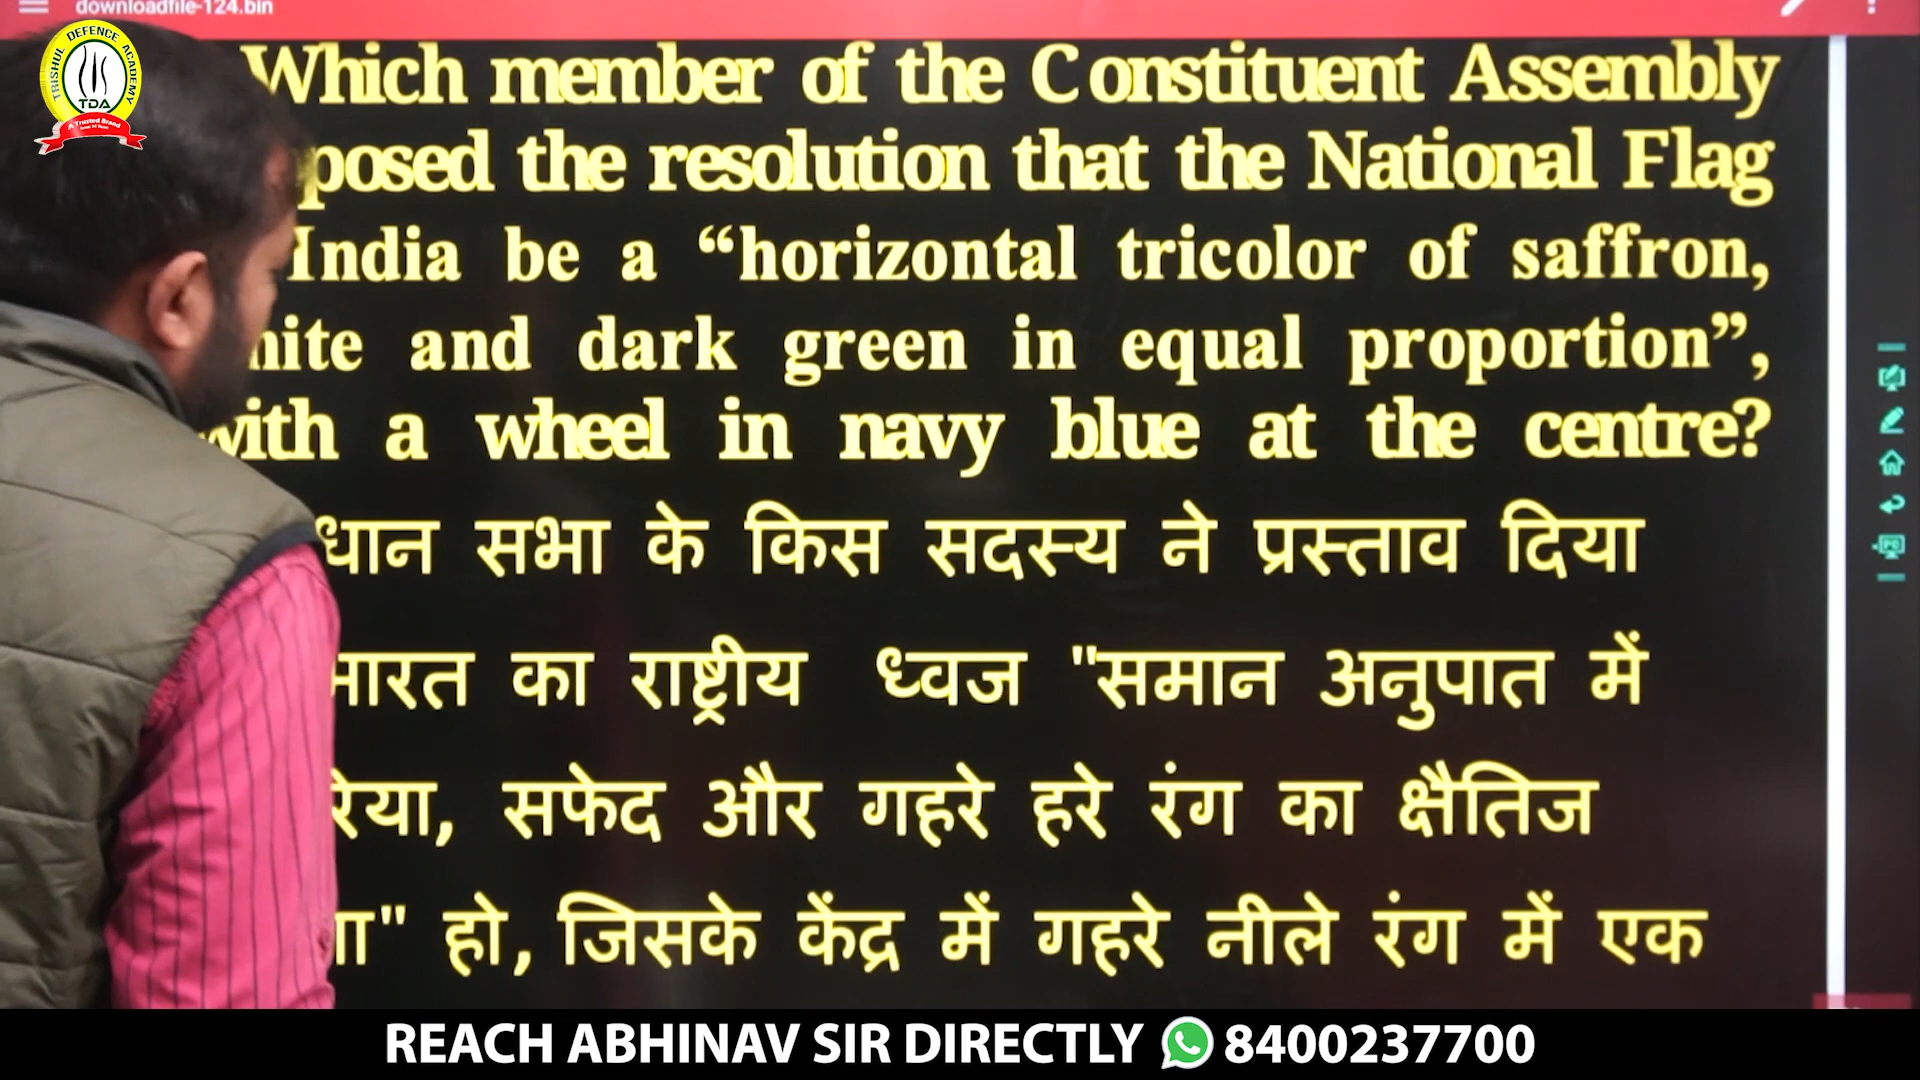 downloadfile-124.bin
TRISHUL DEFENCE ACADEMY
TDA
A Trusted Brand
Which member of the Constituent Assembly
posed the resolution that the National Flag
India be a “horizontal tricolor of saffron,
hite and dark green in equal proportion”,
with a wheel in navy blue at the centre?
धान सभा के किस सदस्य ने प्रस्ताव दिया
भारत का राष्ट्रीय ध्वज "समान अनुपात में
रिया, सफेद और गहरे हरे रंग का क्षैतिज
गा" हो, जिसके केंद्र में गहरे नीले रंग में एक
REACH ABHINAV SIR DIRECTLY 8400237700